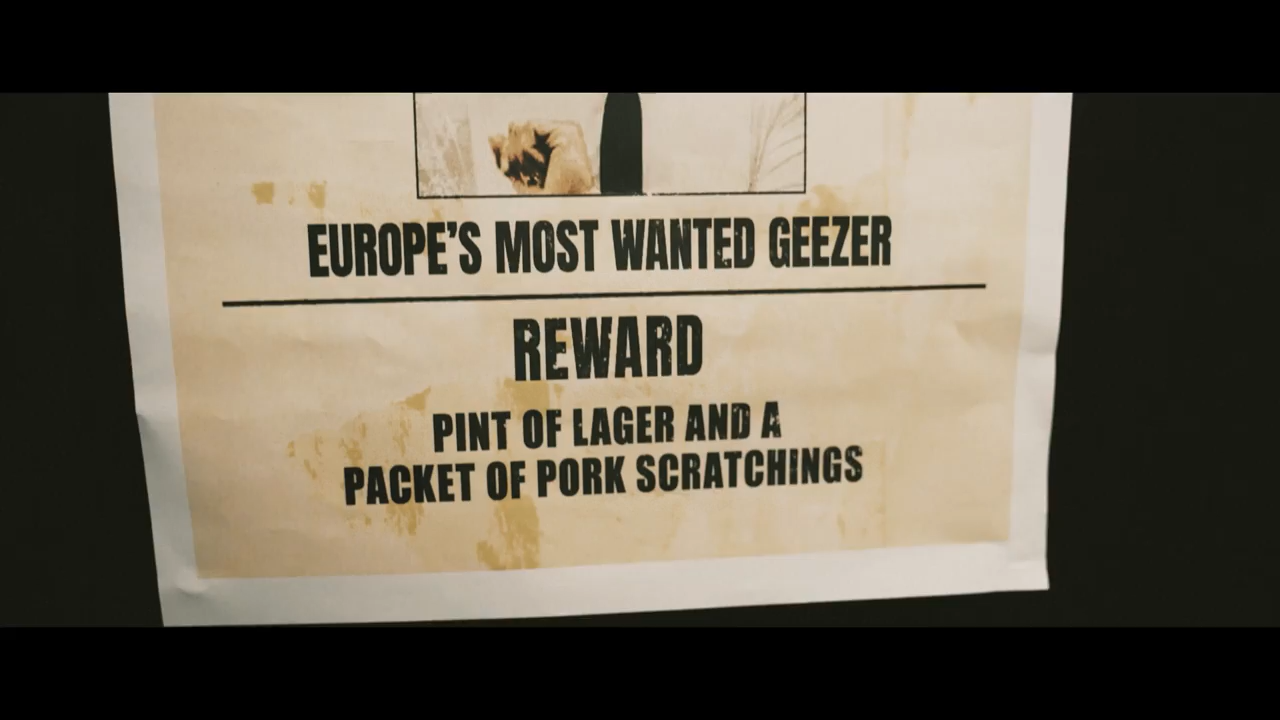 EUROPE'S MOST WANTED GEEZER
REWARD
PINT OF LAGER AND A
PACKET OF PORK SCRATCHINGS